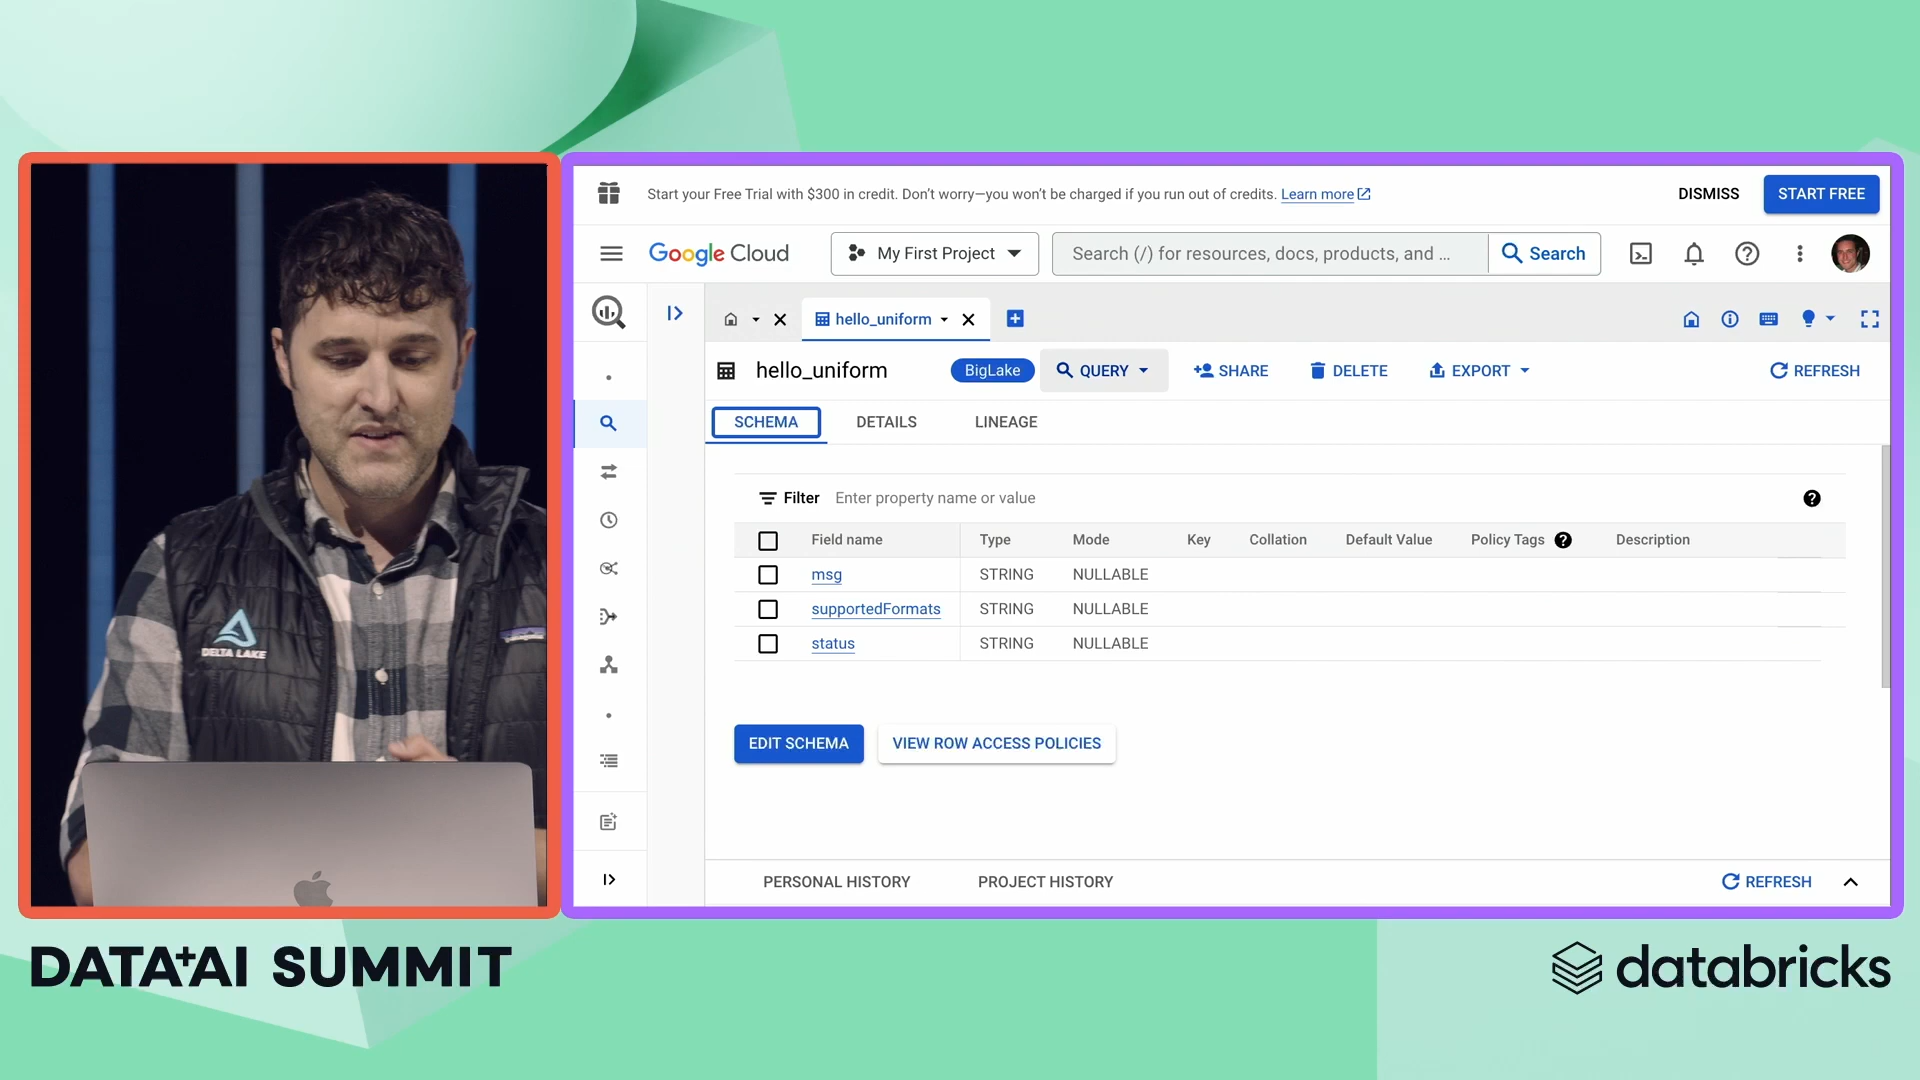 Start your Free Trial with $300 in credit. Don't worry—you won't be charged if you run out of credits. Learn more
DISMISS
START FREE
Google Cloud
My First Project
Search (/) for resources, docs, products, and ...
Search
hello_uniform
hello_uniform
BigLake
QUERY
SHARE
DELETE
EXPORT
REFRESH
SCHEMA
DETAILS
LINEAGE
Filter Enter property name or value
Field name Type Mode Key Collation Default Value Policy Tags Description
msg STRING NULLABLE
supportedFormats STRING NULLABLE
status STRING NULLABLE
EDIT SCHEMA
VIEW ROW ACCESS POLICIES
PERSONAL HISTORY
PROJECT HISTORY
REFRESH
DELTA LAKE
DATA+AI SUMMIT
databricks